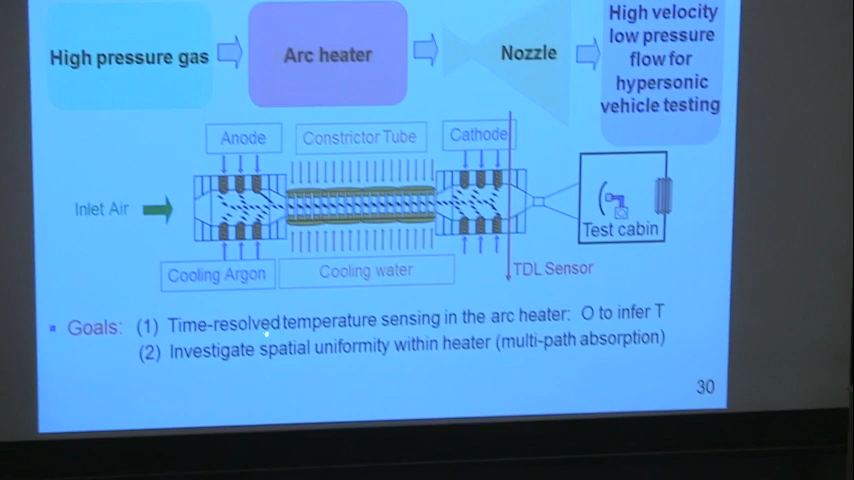 High pressure gas
Arc heater
Nozzle
High velocity
low pressure
flow for
hypersonic
vehicle testing
Anode
Constrictor Tube
Cathode
Inlet Air
Test cabin
Cooling Argon
Cooling water
TDL Sensor
▪ Goals: (1) Time-resolved temperature sensing in the arc heater: O to infer T
(2) Investigate spatial uniformity within heater (multi-path absorption)
30